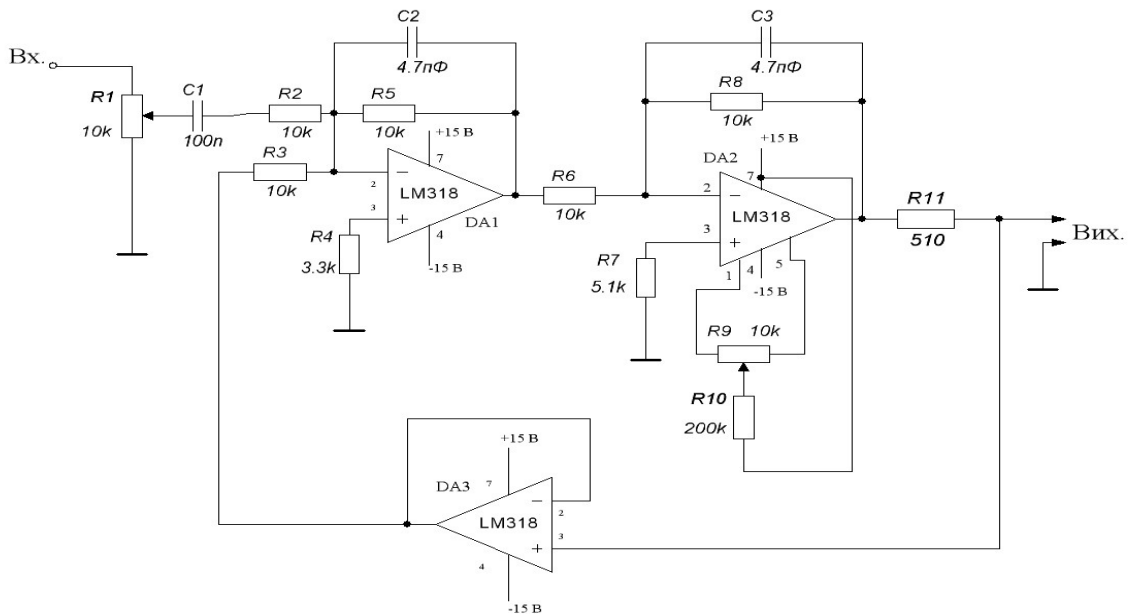 C2
C3
4.7пФ
4.7пФ
Вх.
R1
10k
C1
100n
R2
10k
R5
10k
R8
10k
R3
10k
+15 В
+15 В
7
2
LM318
3
4
DA1
-15 В
R4
3.3k
R6
10k
DA2
7
2
LM318
3
1
4
5
-15 В
R7
5.1k
R11
510
Вих.
R9
10k
R10
200k
+15 В
DA3
7
LM318
2
3
4
-15 В